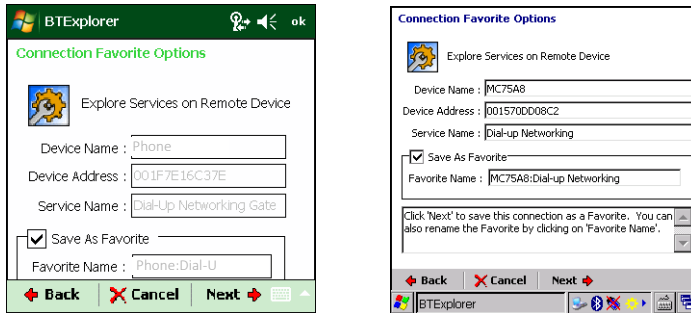 BTExplorer ok
Connection Favorite Options
Explore Services on Remote Device
Device Name : Phone
Device Address : 001F7E16C37E
Service Name : Dial-Up Networking Gate
Save As Favorite
Favorite Name : Phone:Dial-U
Back Cancel Next
Connection Favorite Options
Explore Services on Remote Device
Device Name : MC75A8
Device Address : 001570DD08C2
Service Name : Dial-up Networking
Save As Favorite
Favorite Name : MC75A8:Dial-up Networking
Click 'Next' to save this connection as a Favorite. You can
also rename the Favorite by clicking on 'Favorite Name'.
Back Cancel Next
BTExplorer